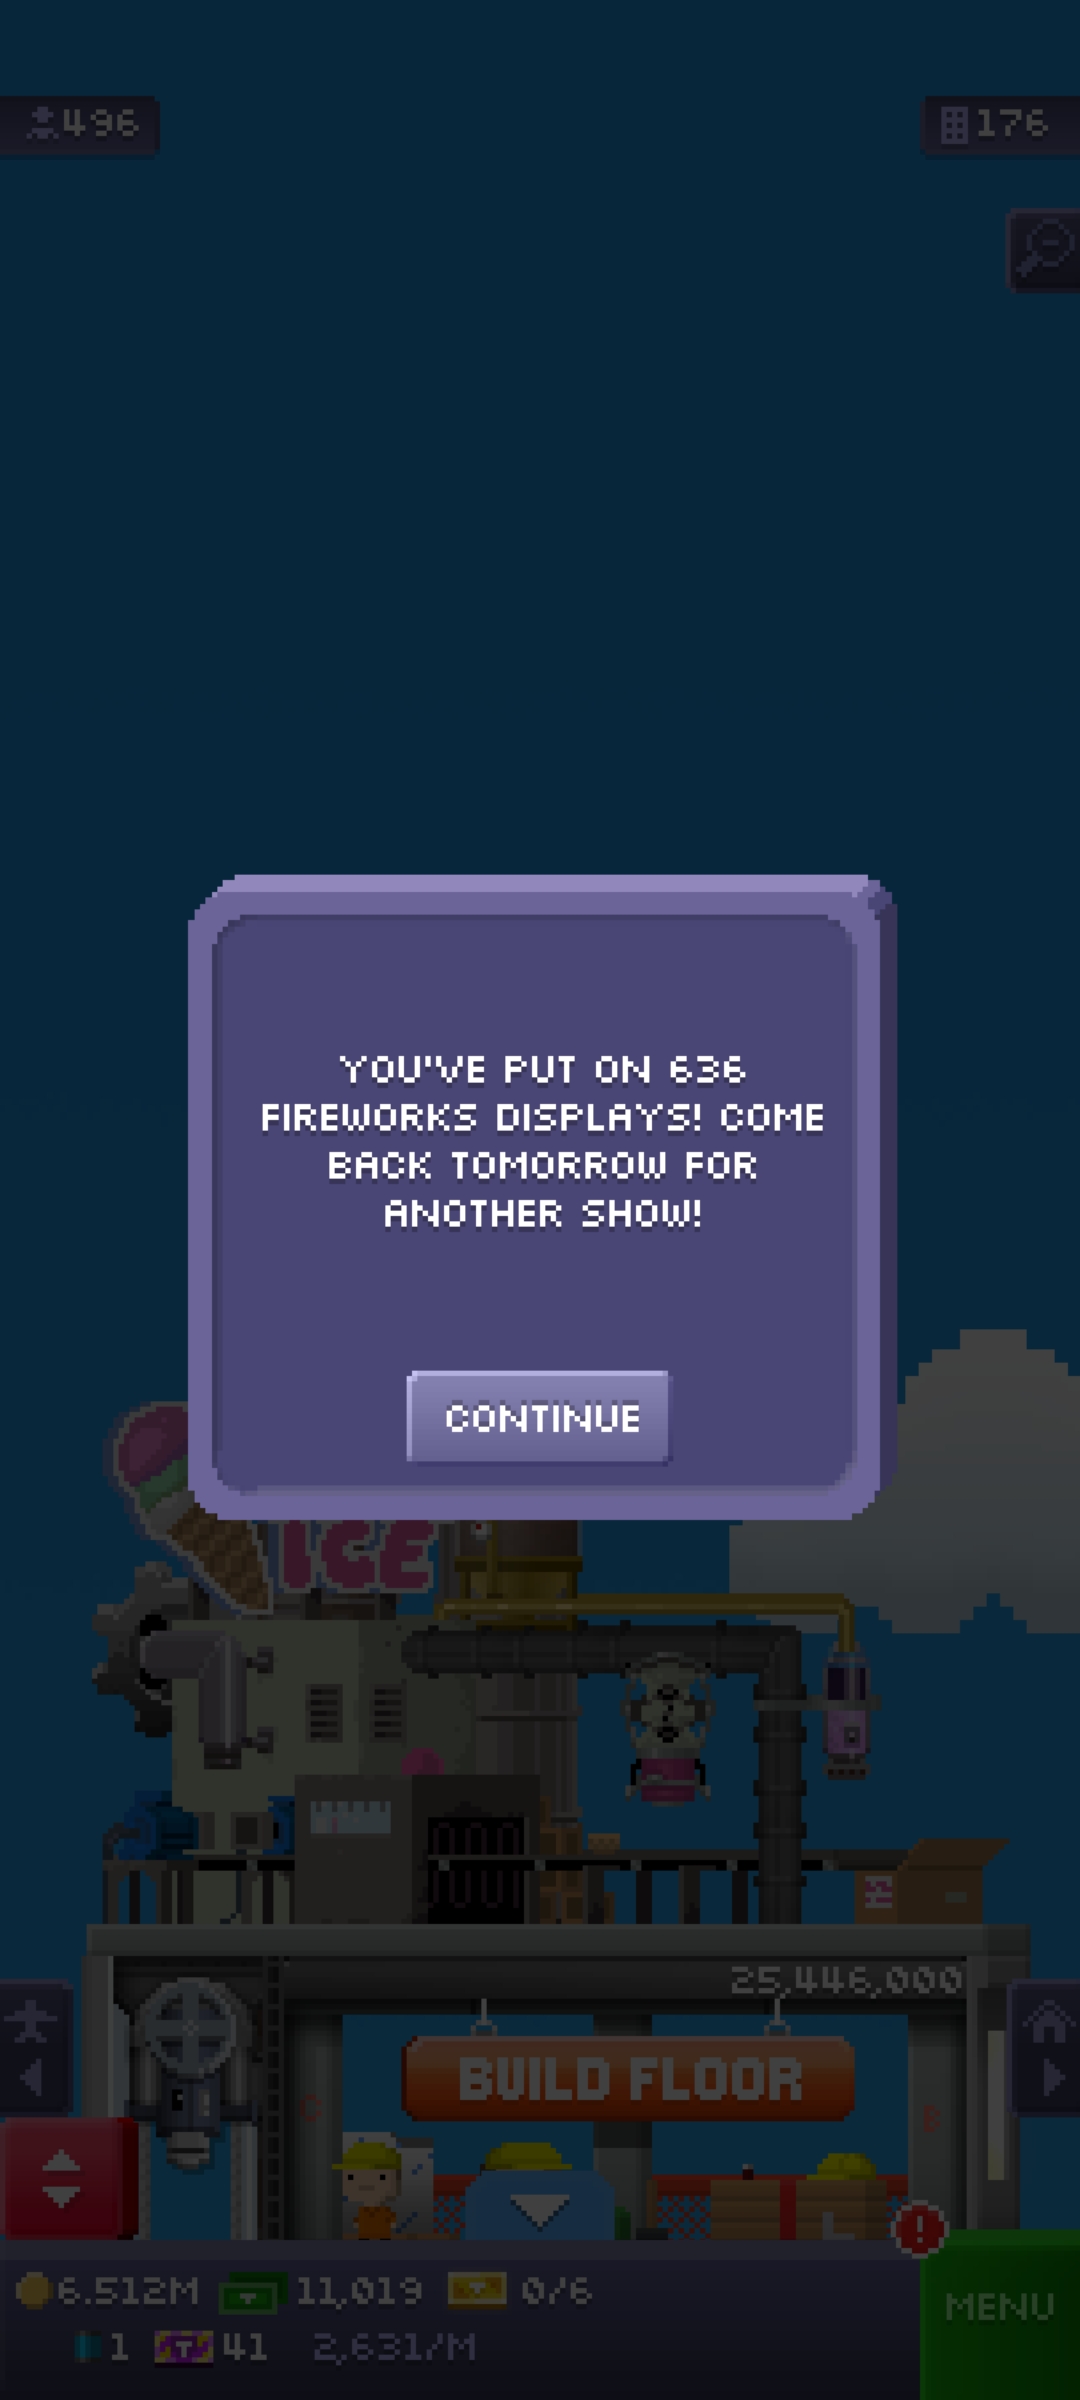 496
176
YOU'VE PUT ON 636
FIREWORKS DISPLAYS! COME
BACK TOMORROW FOR
ANOTHER SHOW!
CONTINUE
ICE
25,446,000
BUILD FLOOR
C
B
L
!
6.512M 11,019 0/6
MENU
1 T 41 2,631/M